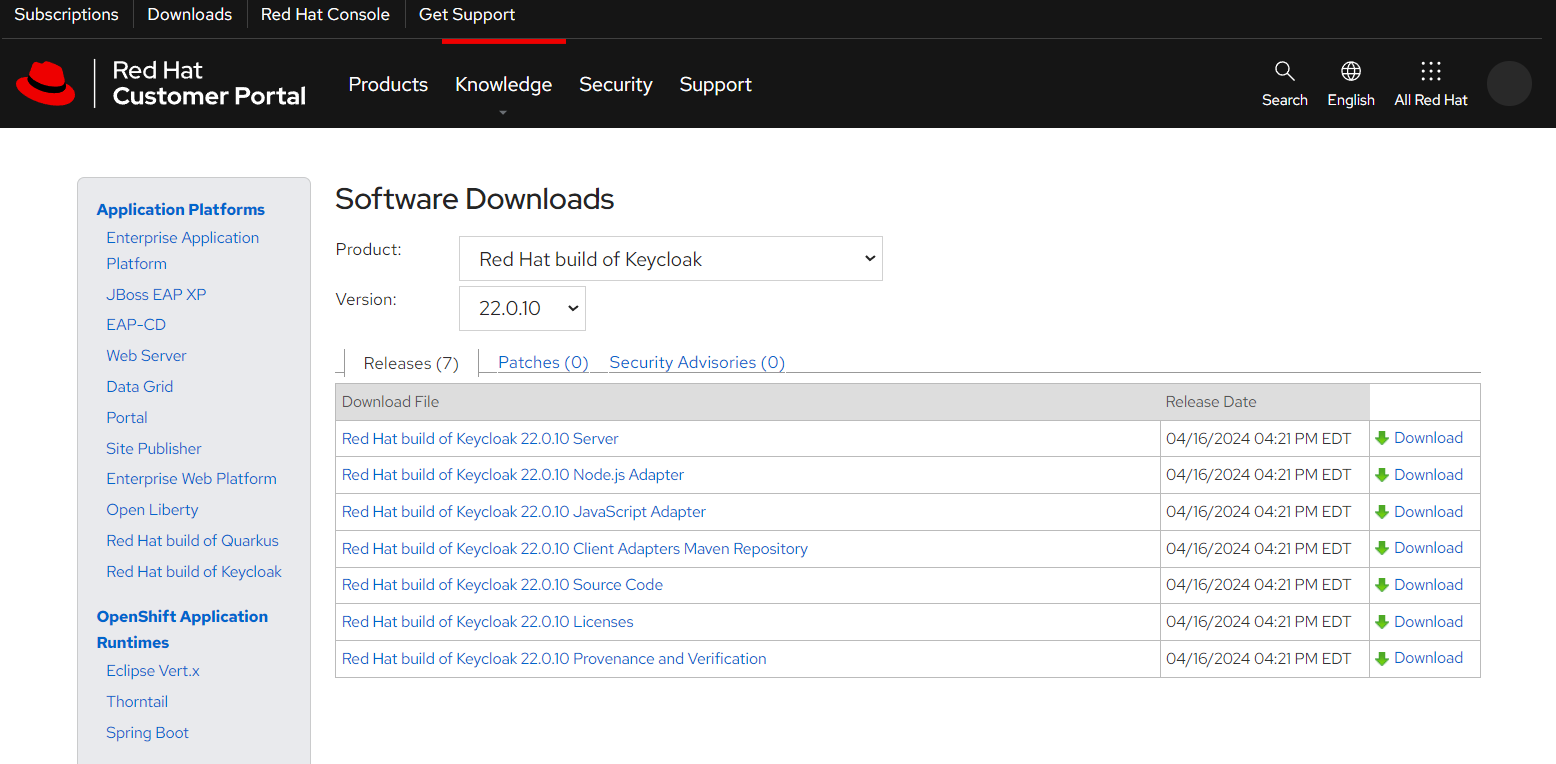 Subscriptions Downloads Red Hat Console Get Support
Red Hat
Customer Portal
Products Knowledge Security Support
Search English All Red Hat
Application Platforms
Enterprise Application
Platform
JBoss EAP XP
EAP-CD
Web Server
Data Grid
Portal
Site Publisher
Enterprise Web Platform
Open Liberty
Red Hat build of Quarkus
Red Hat build of Keycloak
OpenShift Application
Runtimes
Eclipse Vert.x
Thorntail
Spring Boot
Software Downloads
Product: Red Hat build of Keycloak
Version: 22.0.10
Releases (7) Patches (0) Security Advisories (0)
Download File Release Date
Red Hat build of Keycloak 22.0.10 Server 04/16/2024 04:21 PM EDT Download
Red Hat build of Keycloak 22.0.10 Node.js Adapter 04/16/2024 04:21 PM EDT Download
Red Hat build of Keycloak 22.0.10 JavaScript Adapter 04/16/2024 04:21 PM EDT Download
Red Hat build of Keycloak 22.0.10 Client Adapters Maven Repository 04/16/2024 04:21 PM EDT Download
Red Hat build of Keycloak 22.0.10 Source Code 04/16/2024 04:21 PM EDT Download
Red Hat build of Keycloak 22.0.10 Licenses 04/16/2024 04:21 PM EDT Download
Red Hat build of Keycloak 22.0.10 Provenance and Verification 04/16/2024 04:21 PM EDT Download